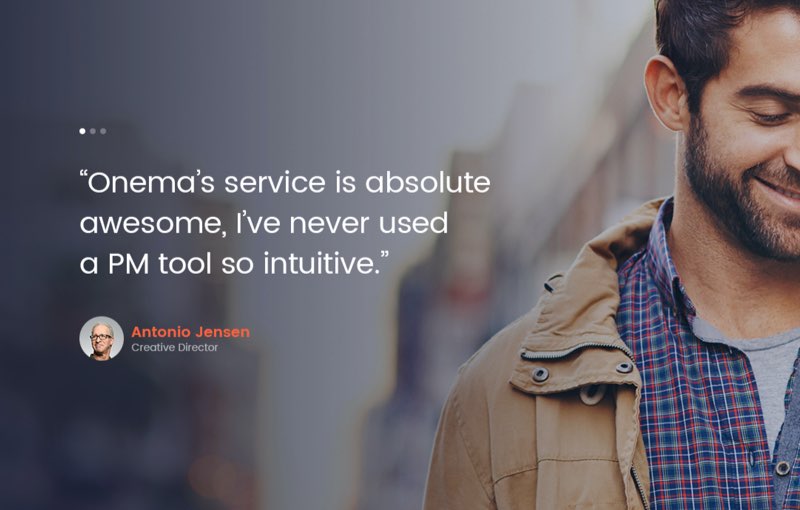 “Onema’s service is absolute
awesome, I’ve never used
a PM tool so intuitive.”
Antonio Jensen
Creative Director